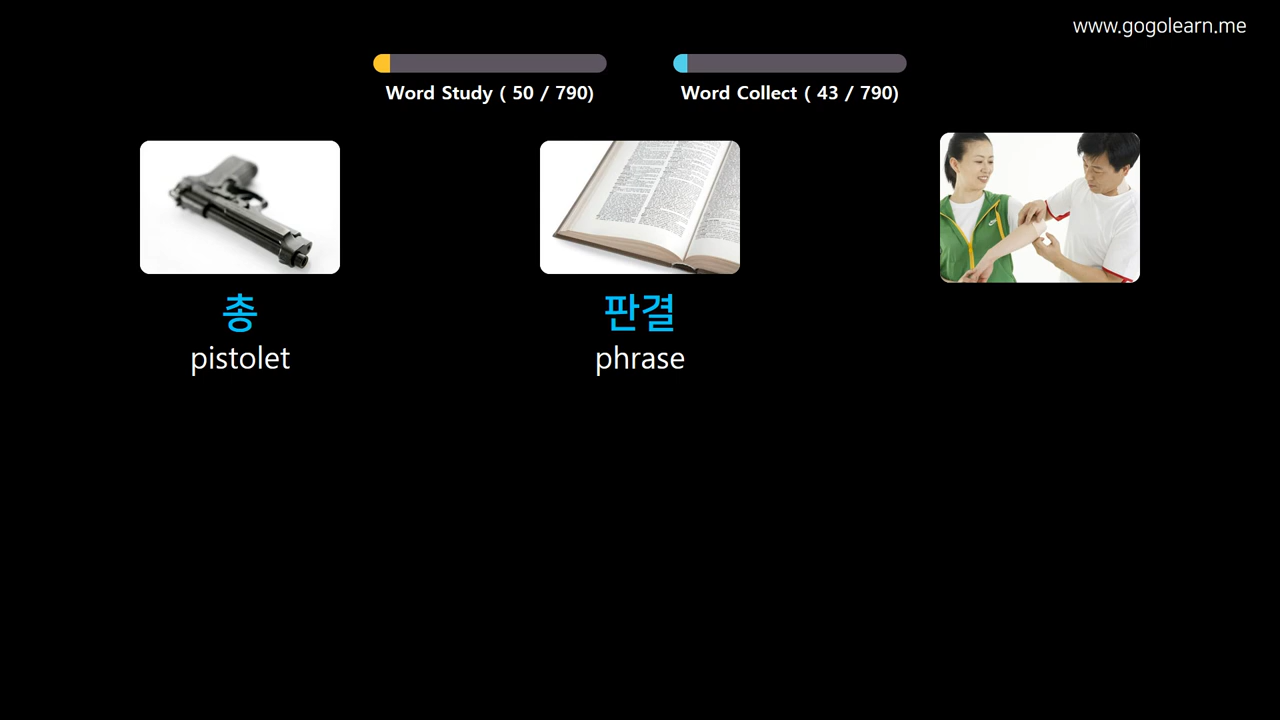 www.gogolearn.me
Word Study ( 50 / 790)
Word Collect ( 43 / 790)
총
pistolet
판결
phrase